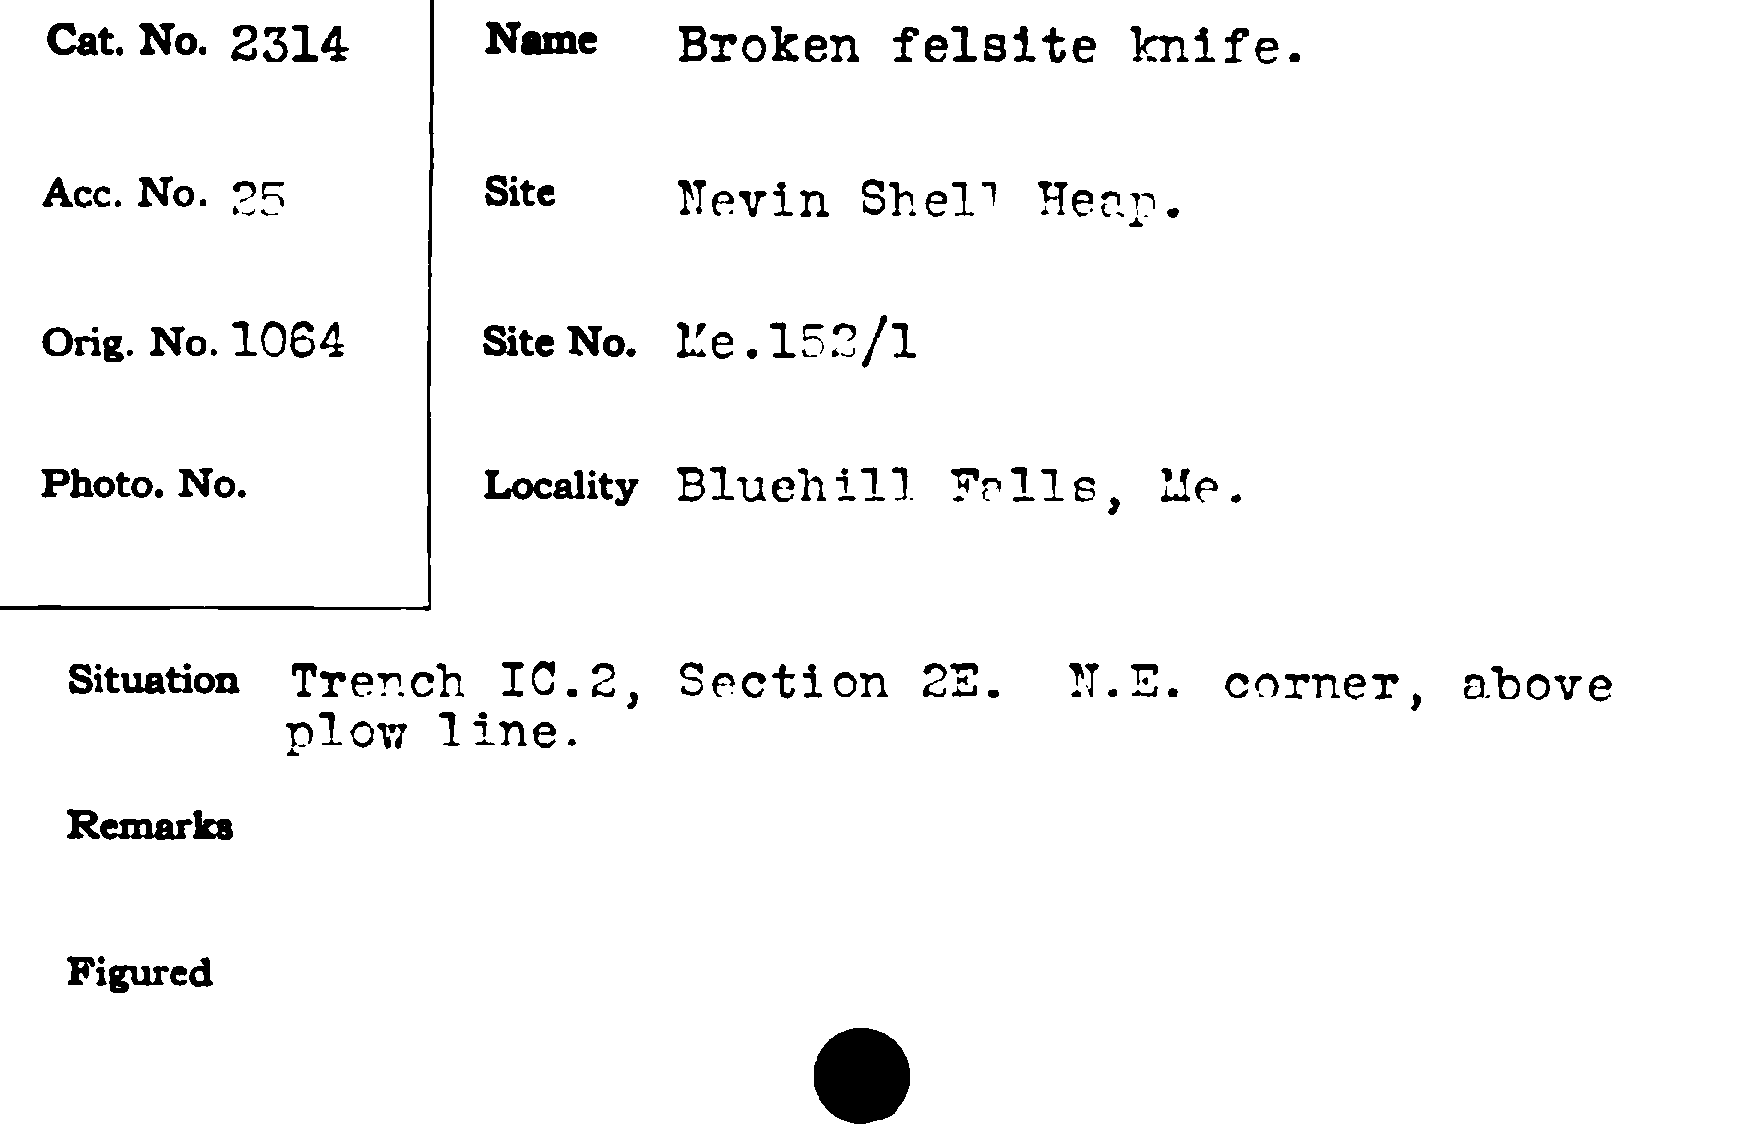 Cat. No. 2314
Name Broken felsite knife.
Acc. No. 25
Site Nevin Shell Heap.
Orig. No. 1064
Site No. Me.152/1
Photo. No.
Locality Bluehill Falls, Me.
Situation Trench IC.2, Section 2E. N.E. corner, above
plow line.
Remarks
Figured